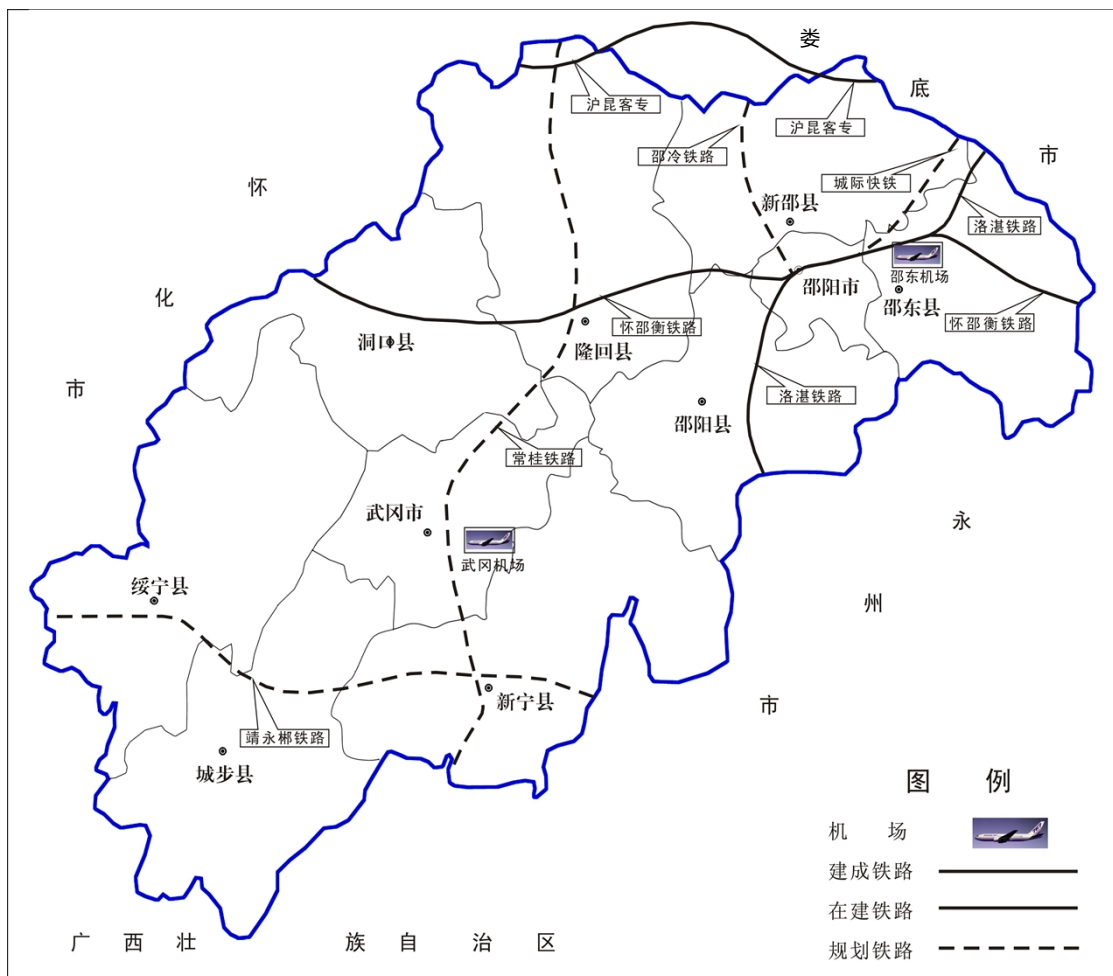 娄
底
市
沪昆客专
沪昆客专
邵冷铁路
城际快铁
怀
新邵县
洛湛铁路
化
邵阳市
邵东机场
邵东县
怀邵衡铁路
怀邵衡铁路
洞口县
隆回县
市
洛湛铁路
邵阳县
常桂铁路
武冈市
武冈机场
永
绥宁县
州
新宁县
市
靖永郴铁路
城步县
图 例
机 场
建成铁路
在建铁路
规划铁路
广 西 壮 族 自 治 区